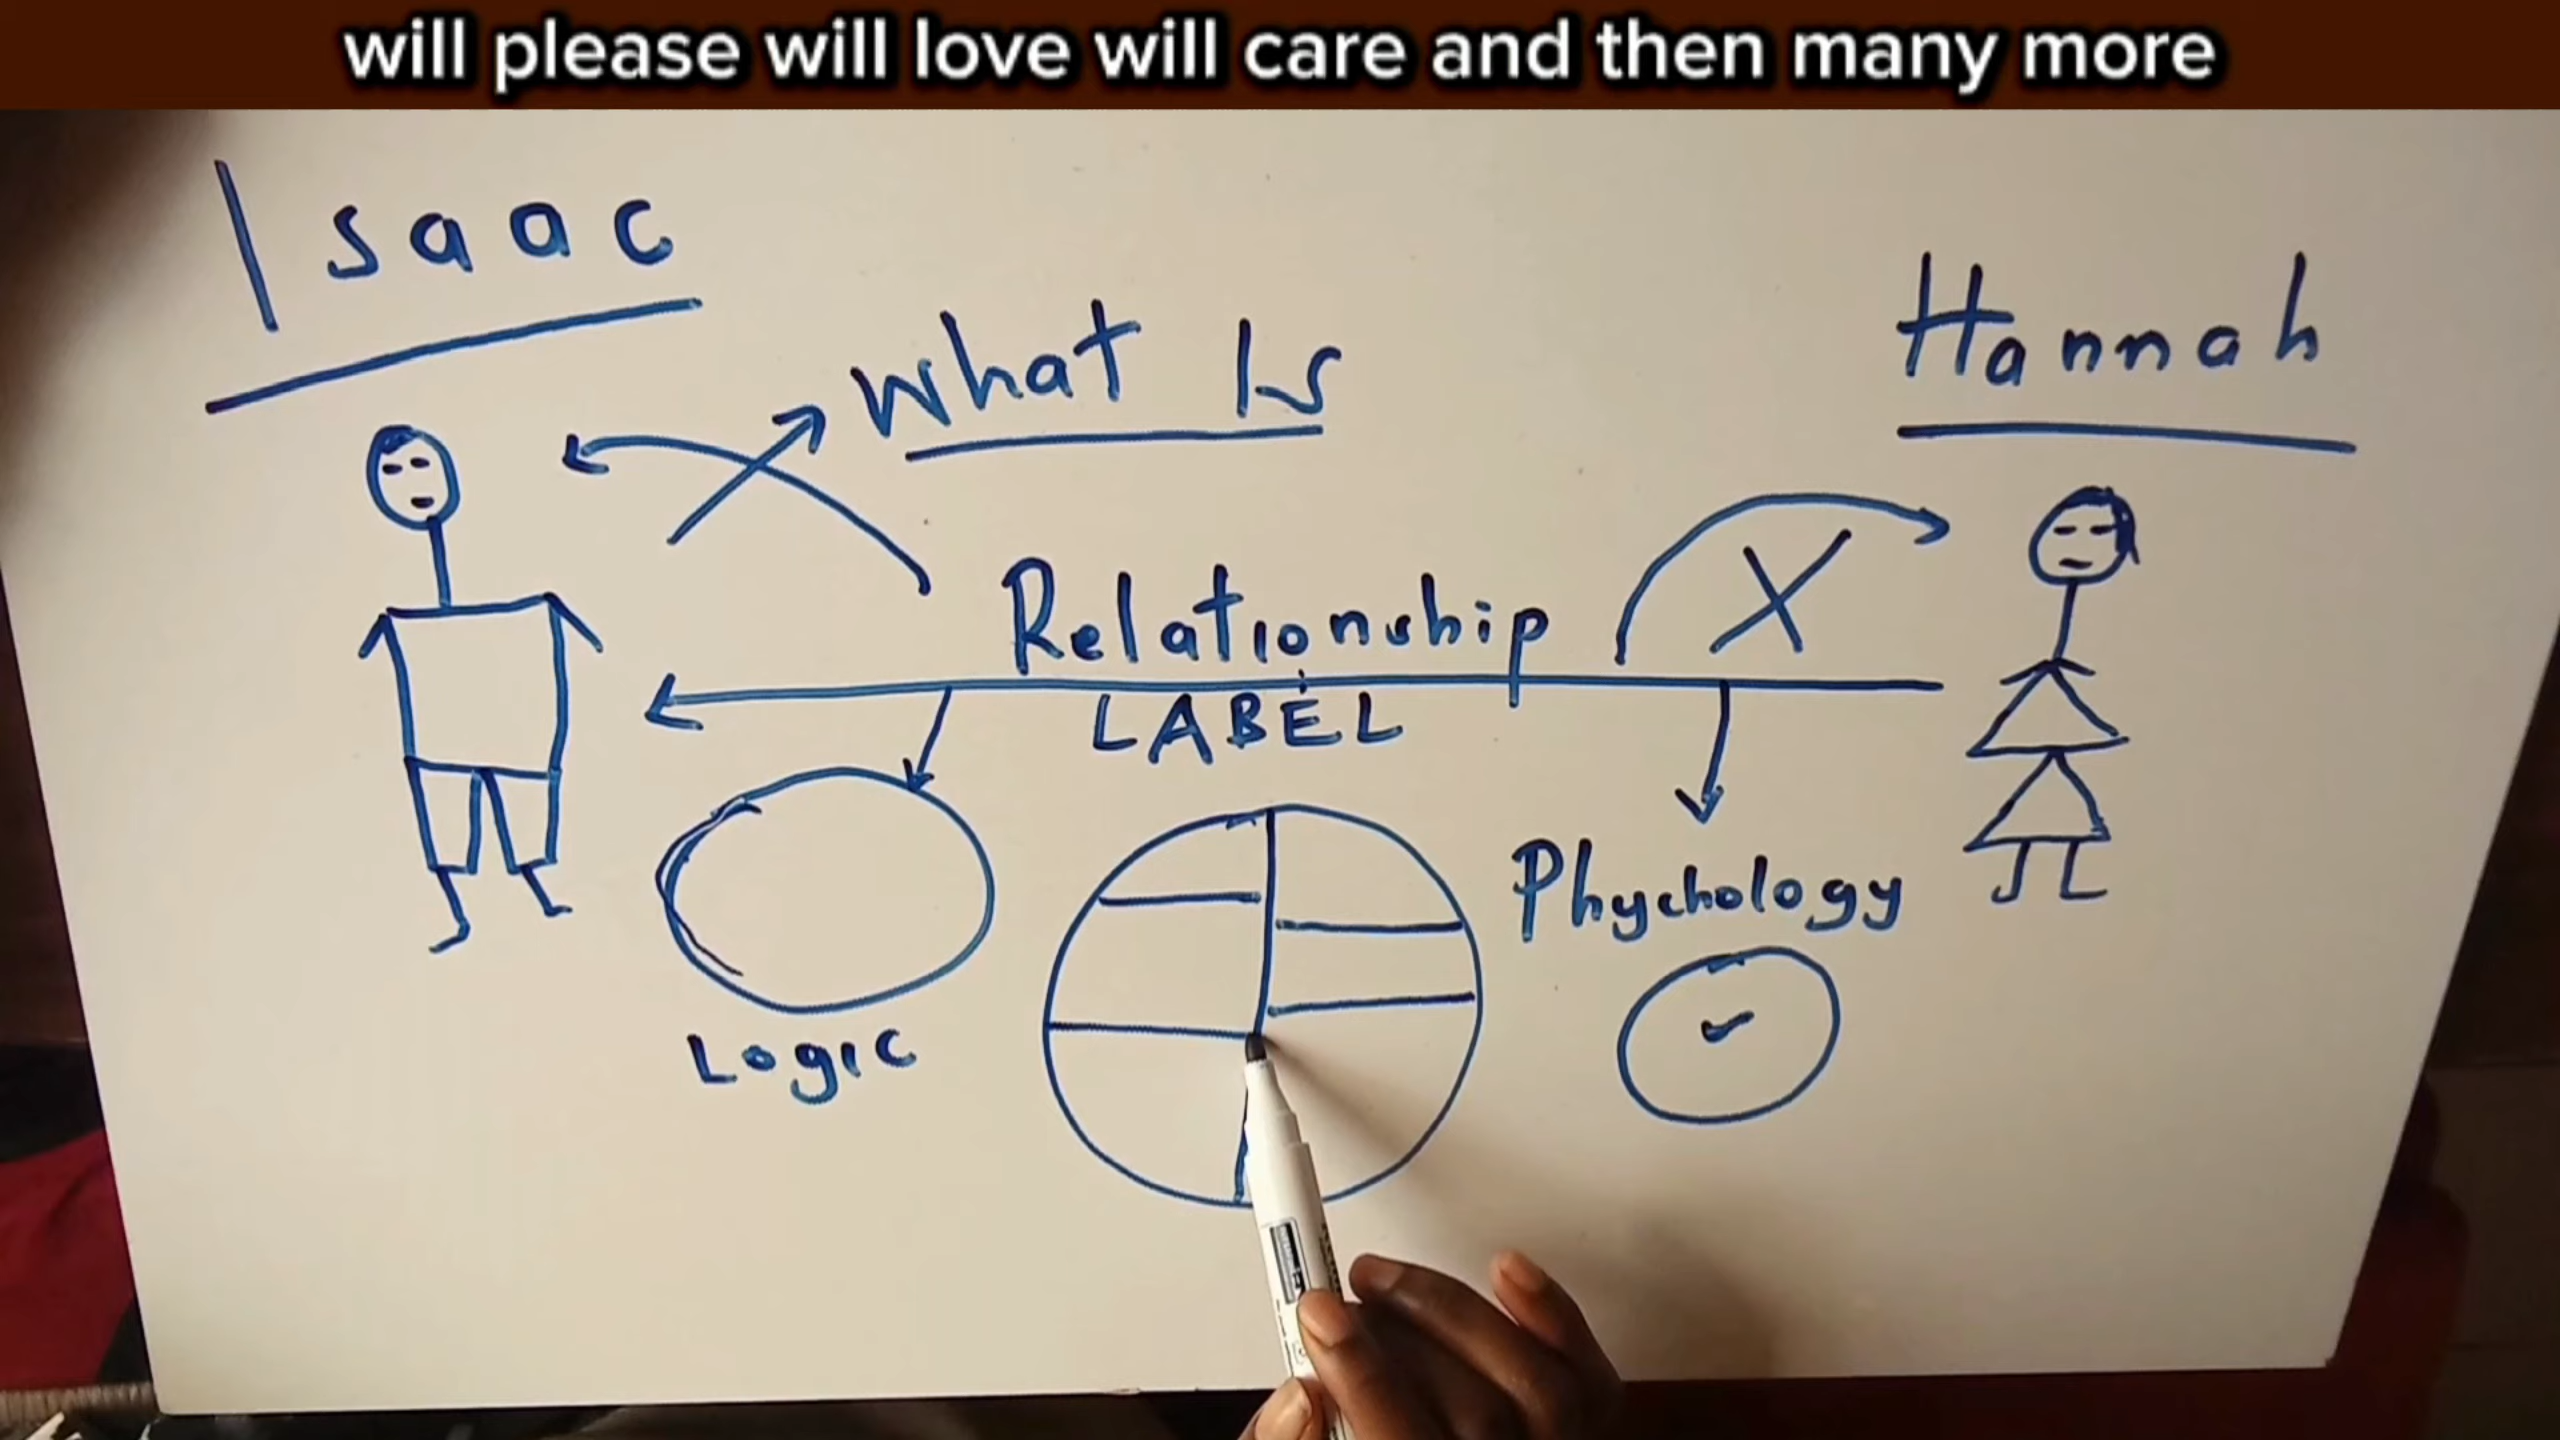 will please will love will care and then many more
Isaac
What Is
Hannah
Relationship
LABEL
Phychology
Logic